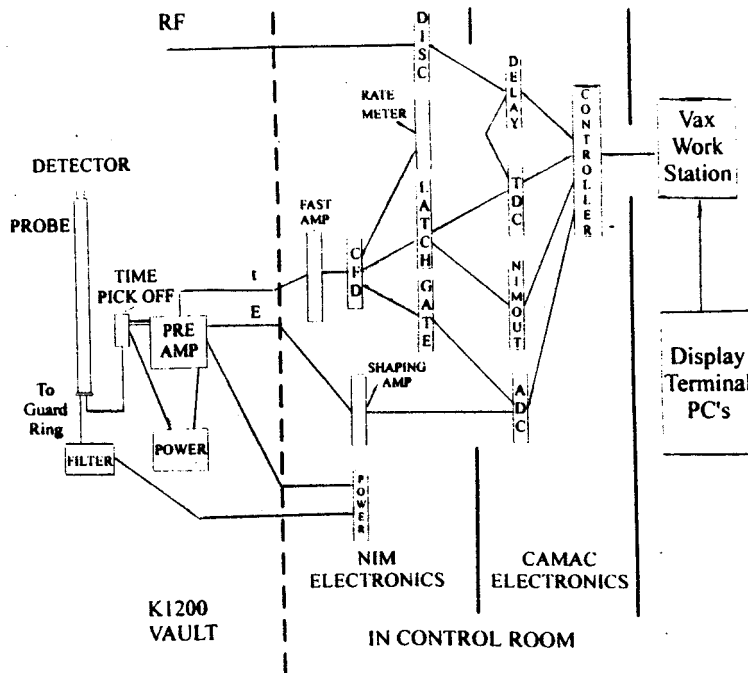 RF
DISC
DELAY
CONTROLLER
Vax
Work
Station
RATE
METER
DETECTOR
PROBE
FAST
AMP
LATCH
TDC
TIME
PICK OFF
t
CFD
E
PRE
AMP
GATE
NIMOUT
Display
Terminal
PC's
SHAPING
AMP
To
Guard
Ring
ADC
POWER
FILTER
POWER
NIM
ELECTRONICS
CAMAC
ELECTRONICS
K1200
VAULT
IN CONTROL ROOM